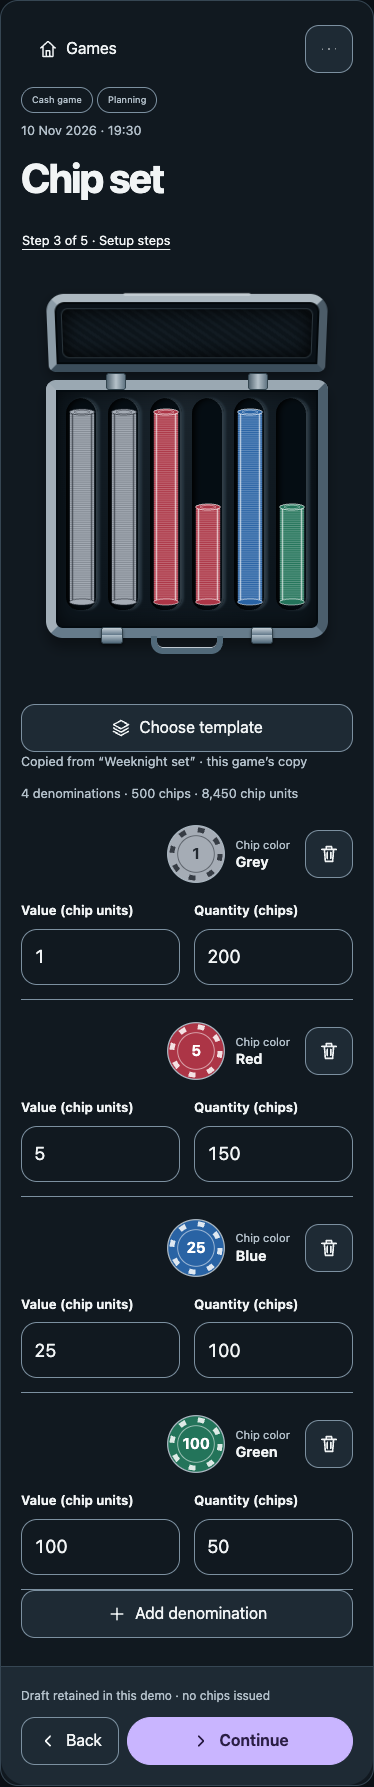 Games
Cash game Planning
10 Nov 2026 · 19:30
Chip set
Step 3 of 5 · Setup steps
Choose template
Copied from “Weeknight set” · this game’s copy
4 denominations · 500 chips · 8,450 chip units
1
Chip color
Grey
Value (chip units) Quantity (chips)
1 200
5
Chip color
Red
Value (chip units) Quantity (chips)
5 150
25
Chip color
Blue
Value (chip units) Quantity (chips)
25 100
100
Chip color
Green
Value (chip units) Quantity (chips)
100 50
Add denomination
Draft retained in this demo · no chips issued
Back Continue